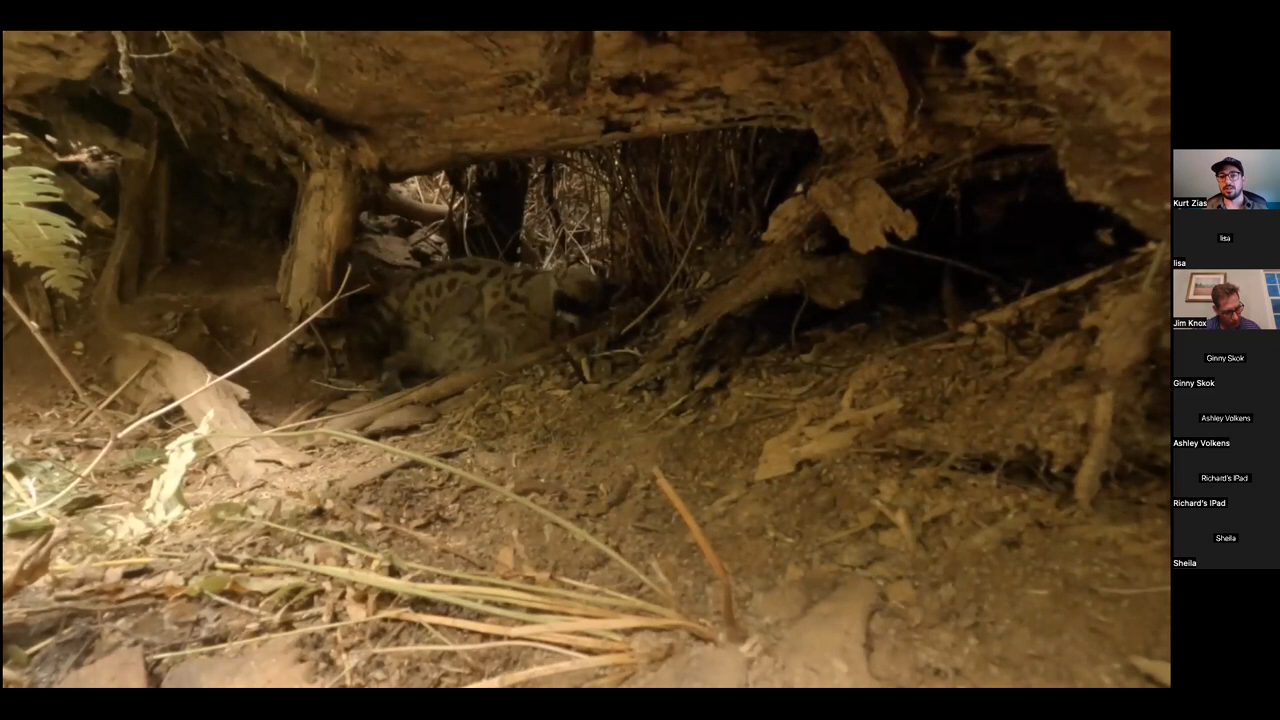 Kurt Zias
lisa
lisa
Jim Knox
Ginny Skok
Ginny Skok
Ashley Volkens
Ashley Volkens
Richard's IPad
Richard's IPad
Sheila
Sheila